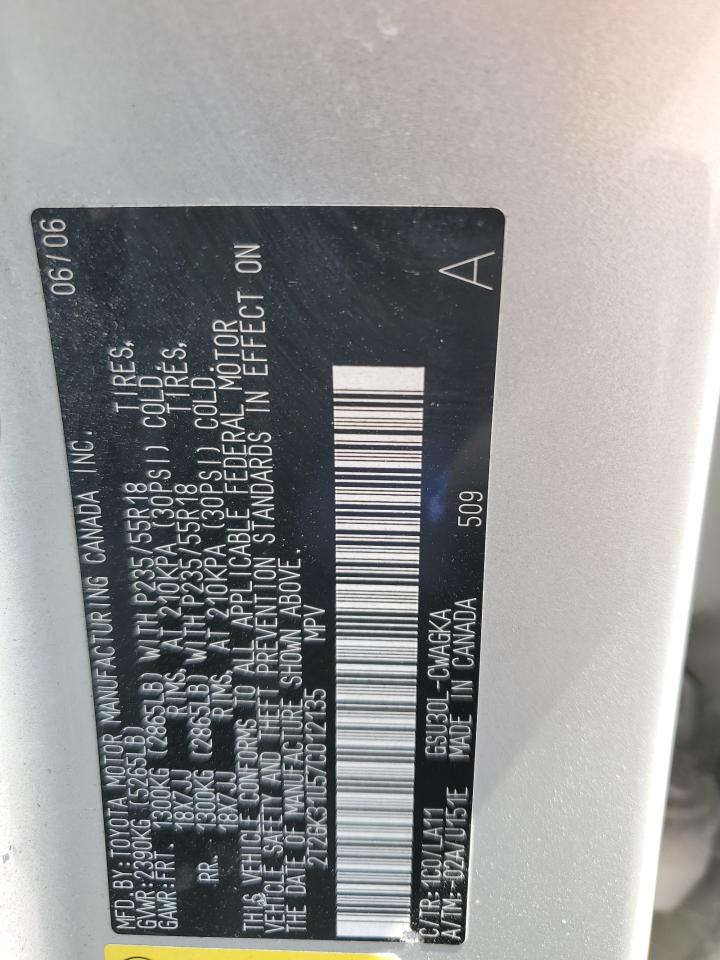 MFD. BY: TOYOTA MOTOR MANUFACTURING CANADA INC. 06/06
GVWR: 2390KG (5265LB)
GAWR: FRT. 1300KG (2865LB) WITH P235/55R18 TIRES,
18X7JJ RIMS, AT 210KPA (30PSI) COLD.
RR. 1300KG (2865LB) WITH P235/55R18 TIRES,
18X7JJ RIMS, AT 210KPA (30PSI) COLD.
THIS VEHICLE CONFORMS TO ALL APPLICABLE FEDERAL MOTOR
VEHICLE SAFETY AND THEFT PREVENTION STANDARDS IN EFFECT ON
THE DATE OF MANUFACTURE SHOWN ABOVE.
2T2GK31U57C012135 MPV
C/TR: 1C0/LA11 GSU30L-CWAGKA
A/TM: -02A/U151E MADE IN CANADA 509 A